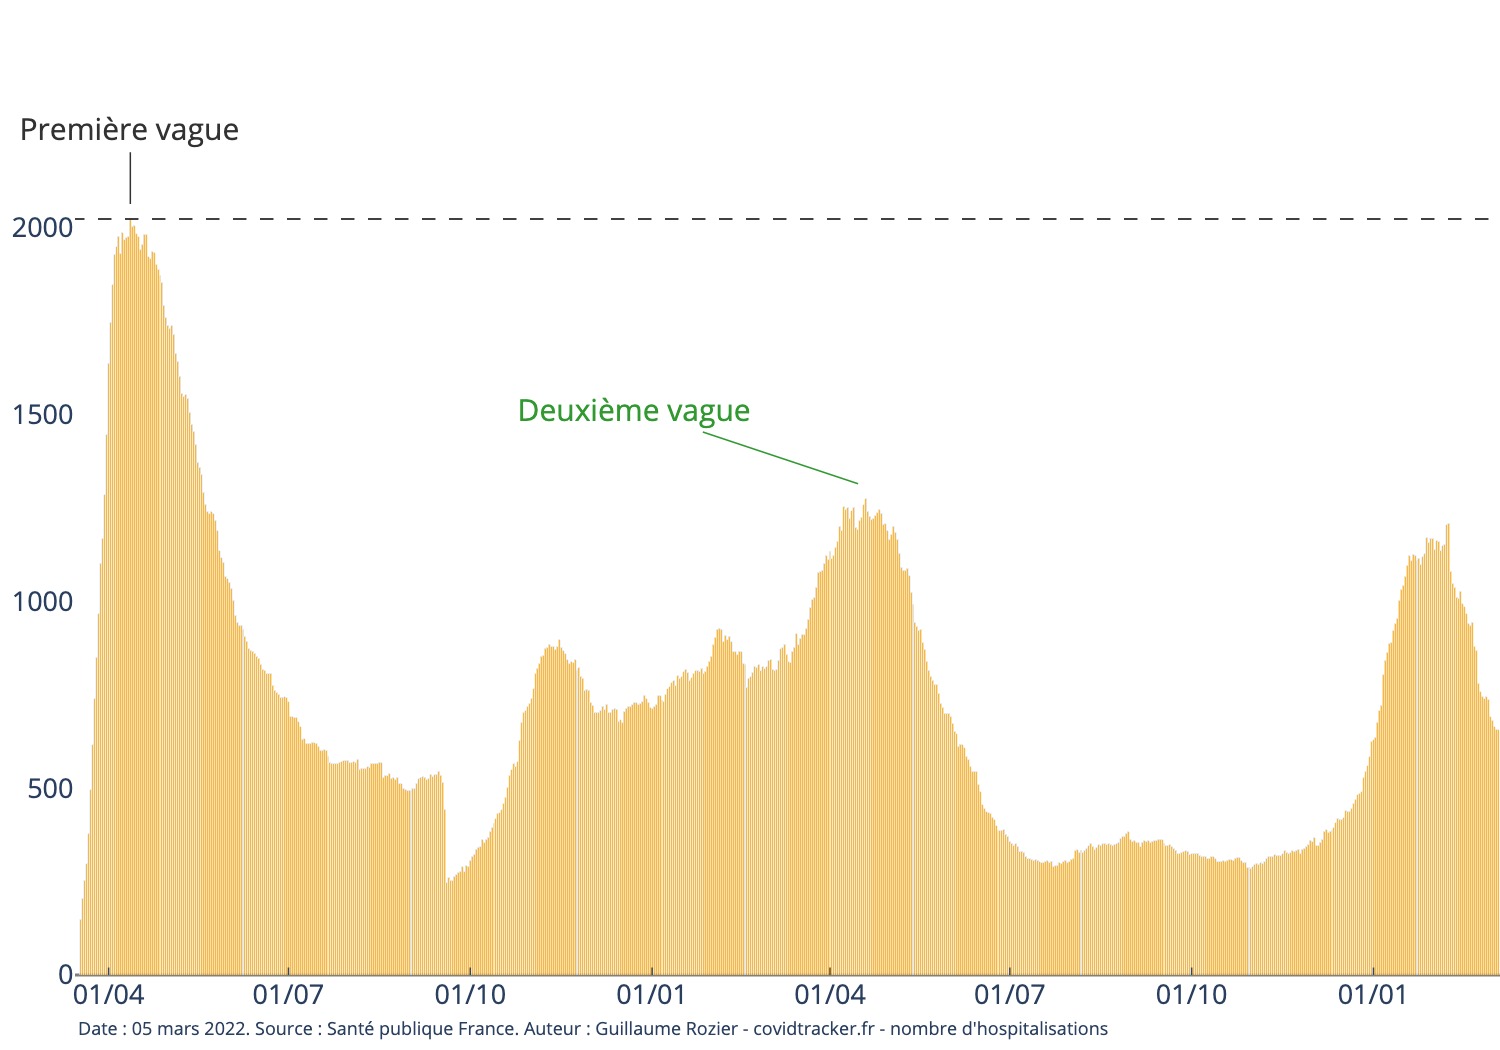 Première vague
2000
1500
Deuxième vague
1000
500
0
01/04 01/07 01/10 01/01 01/04 01/07 01/10 01/01
Date : 05 mars 2022. Source : Santé publique France. Auteur : Guillaume Rozier - covidtracker.fr - nombre d'hospitalisations